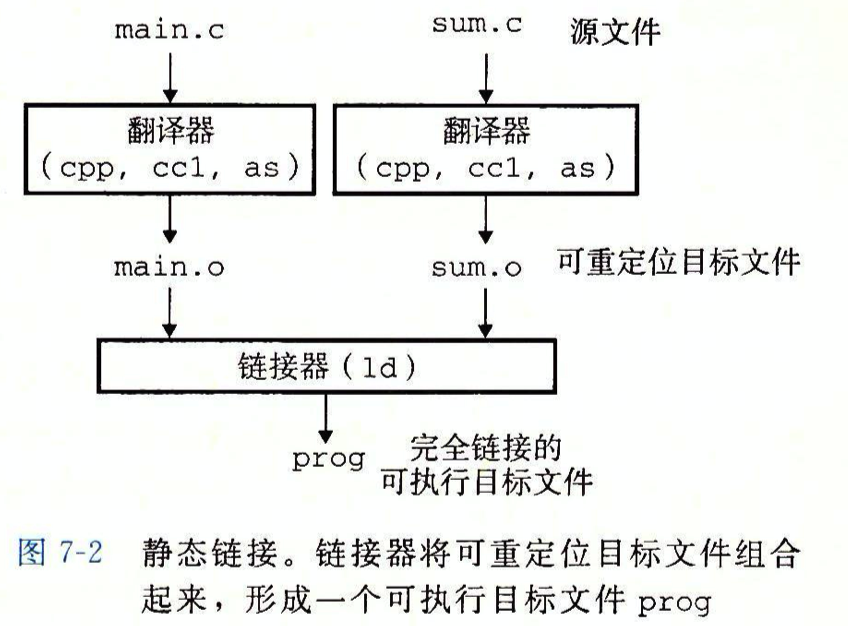 main.c sum.c 源文件
翻译器 翻译器
(cpp, cc1, as) (cpp, cc1, as)
main.o sum.o 可重定位目标文件
链接器(ld)
prog 完全链接的
可执行目标文件
图 7-2 静态链接。链接器将可重定位目标文件组合
起来，形成一个可执行目标文件 prog